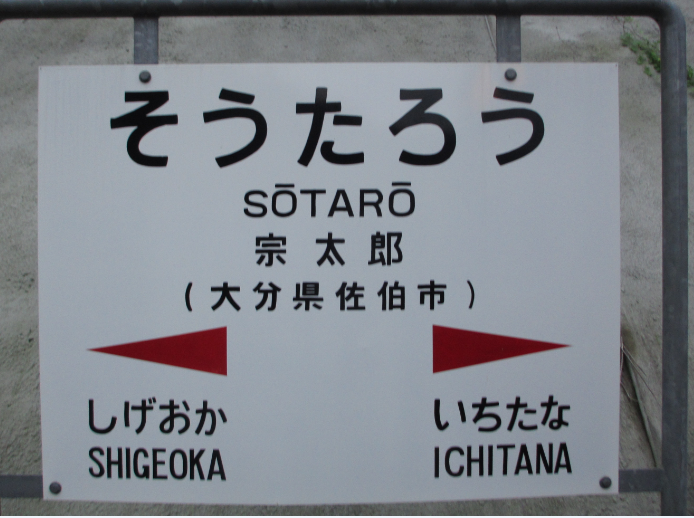 そうたろう
SŌTARŌ
宗太郎
(大分県佐伯市)
しげおか いちたな
SHIGEOKA ICHITANA